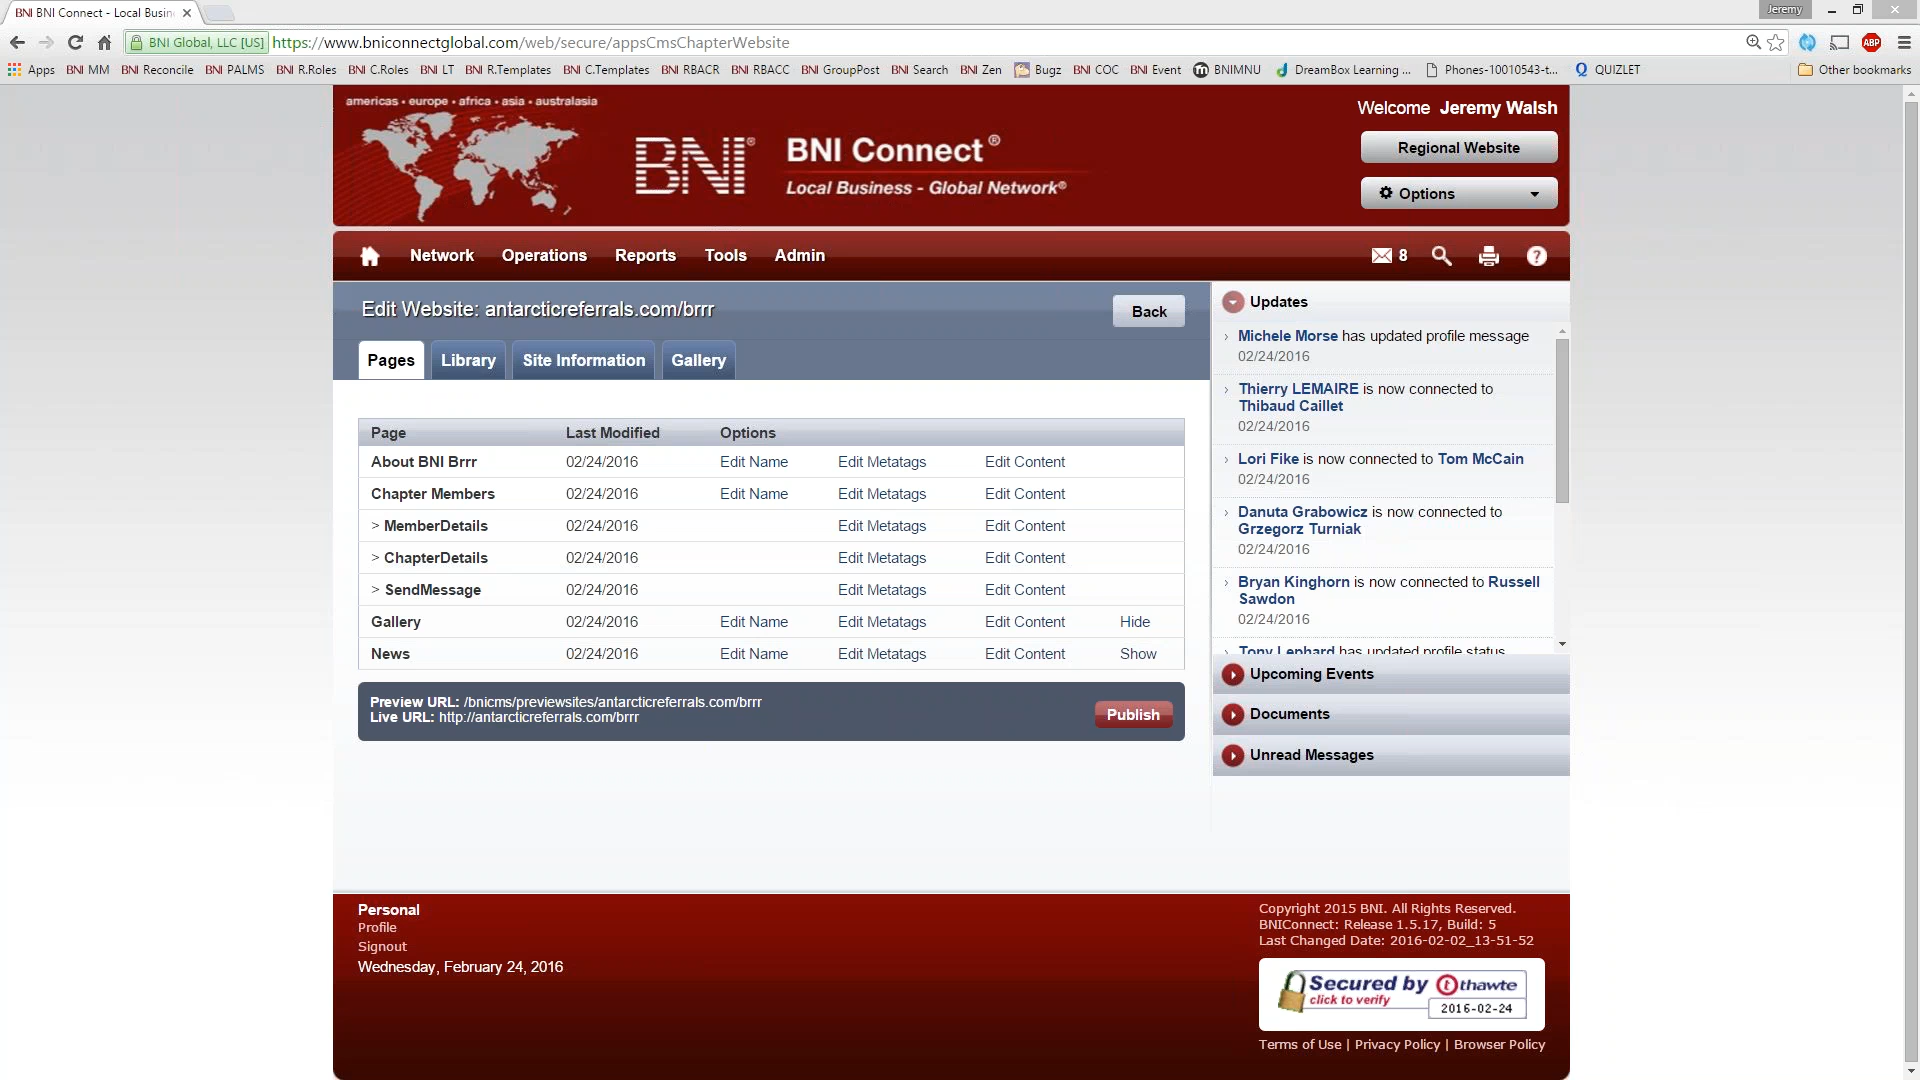 BNI BNI Connect - Local Busin
Jeremy
BNI Global, LLC [US] https://www.bniconnectglobal.com/web/secure/appsCmsChapterWebsite
ABP
Apps BNI MM BNI Reconcile BNI PALMS BNI R.Roles BNI C.Roles BNI LT BNI R.Templates BNI C.Templates BNI RBACR BNI RBACC BNI GroupPost BNI Search BNI Zen Bugz BNI COC BNI Event BNIMNU DreamBox Learning ... Phones-10010543-t... QUIZLET Other bookmarks
americas • europe • africa • asia • australasia
BNI® BNI Connect®
Local Business - Global Network®
Welcome Jeremy Walsh
Regional Website
Options
Network Operations Reports Tools Admin 8
Edit Website: antarcticreferrals.com/brrr
Back
Pages Library Site Information Gallery
Page Last Modified Options
About BNI Brrr 02/24/2016 Edit Name Edit Metatags Edit Content
Chapter Members 02/24/2016 Edit Name Edit Metatags Edit Content
> MemberDetails 02/24/2016 Edit Metatags Edit Content
> ChapterDetails 02/24/2016 Edit Metatags Edit Content
> SendMessage 02/24/2016 Edit Metatags Edit Content
Gallery 02/24/2016 Edit Name Edit Metatags Edit Content Hide
News 02/24/2016 Edit Name Edit Metatags Edit Content Show
Preview URL: /bnicms/previewsites/antarcticreferrals.com/brrr
Live URL: http://antarcticreferrals.com/brrr
Publish
Updates
Michele Morse has updated profile message
02/24/2016
Thierry LEMAIRE is now connected to
Thibaud Caillet
02/24/2016
Lori Fike is now connected to Tom McCain
02/24/2016
Danuta Grabowicz is now connected to
Grzegorz Turniak
02/24/2016
Bryan Kinghorn is now connected to Russell
Sawdon
02/24/2016
Tony Lephard has updated profile status
Upcoming Events
Documents
Unread Messages
Personal
Profile
Signout
Wednesday, February 24, 2016
Copyright 2015 BNI. All Rights Reserved.
BNIConnect: Release 1.5.17, Build: 5
Last Changed Date: 2016-02-02_13-51-52
Secured by thawte
click to verify
2016-02-24
Terms of Use | Privacy Policy | Browser Policy